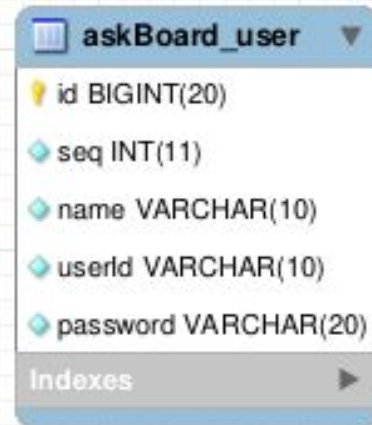 askBoard_user
id BIGINT(20)
seq INT(11)
name VARCHAR(10)
userId VARCHAR(10)
password VARCHAR(20)
Indexes